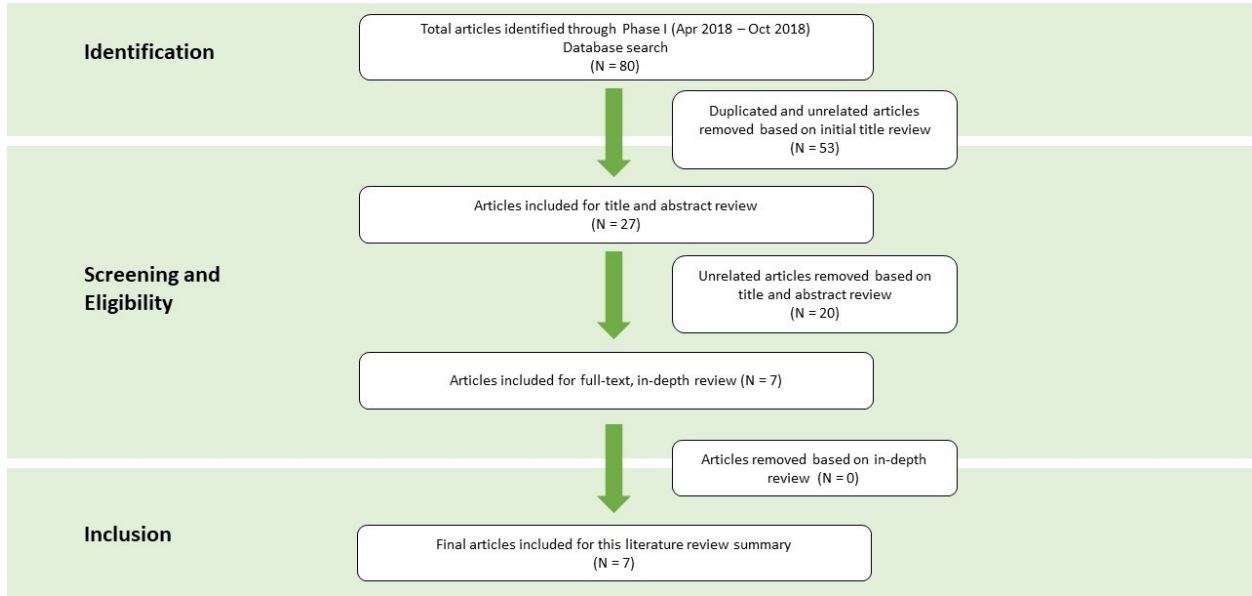 Identification
Total articles identified through Phase I (Apr 2018 – Oct 2018)
Database search
(N = 80)
Duplicated and unrelated articles
removed based on initial title review
(N = 53)
Screening and
Eligibility
Articles included for title and abstract review
(N = 27)
Unrelated articles removed based on
title and abstract review
(N = 20)
Articles included for full-text, in-depth review (N = 7)
Articles removed based on in-depth
review (N = 0)
Inclusion
Final articles included for this literature review summary
(N = 7)